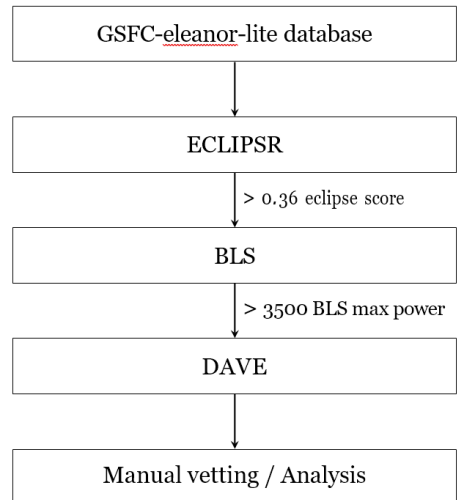 GSFC-eleanor-lite database
ECLIPSR
> 0.36 eclipse score
BLS
> 3500 BLS max power
DAVE
Manual vetting / Analysis